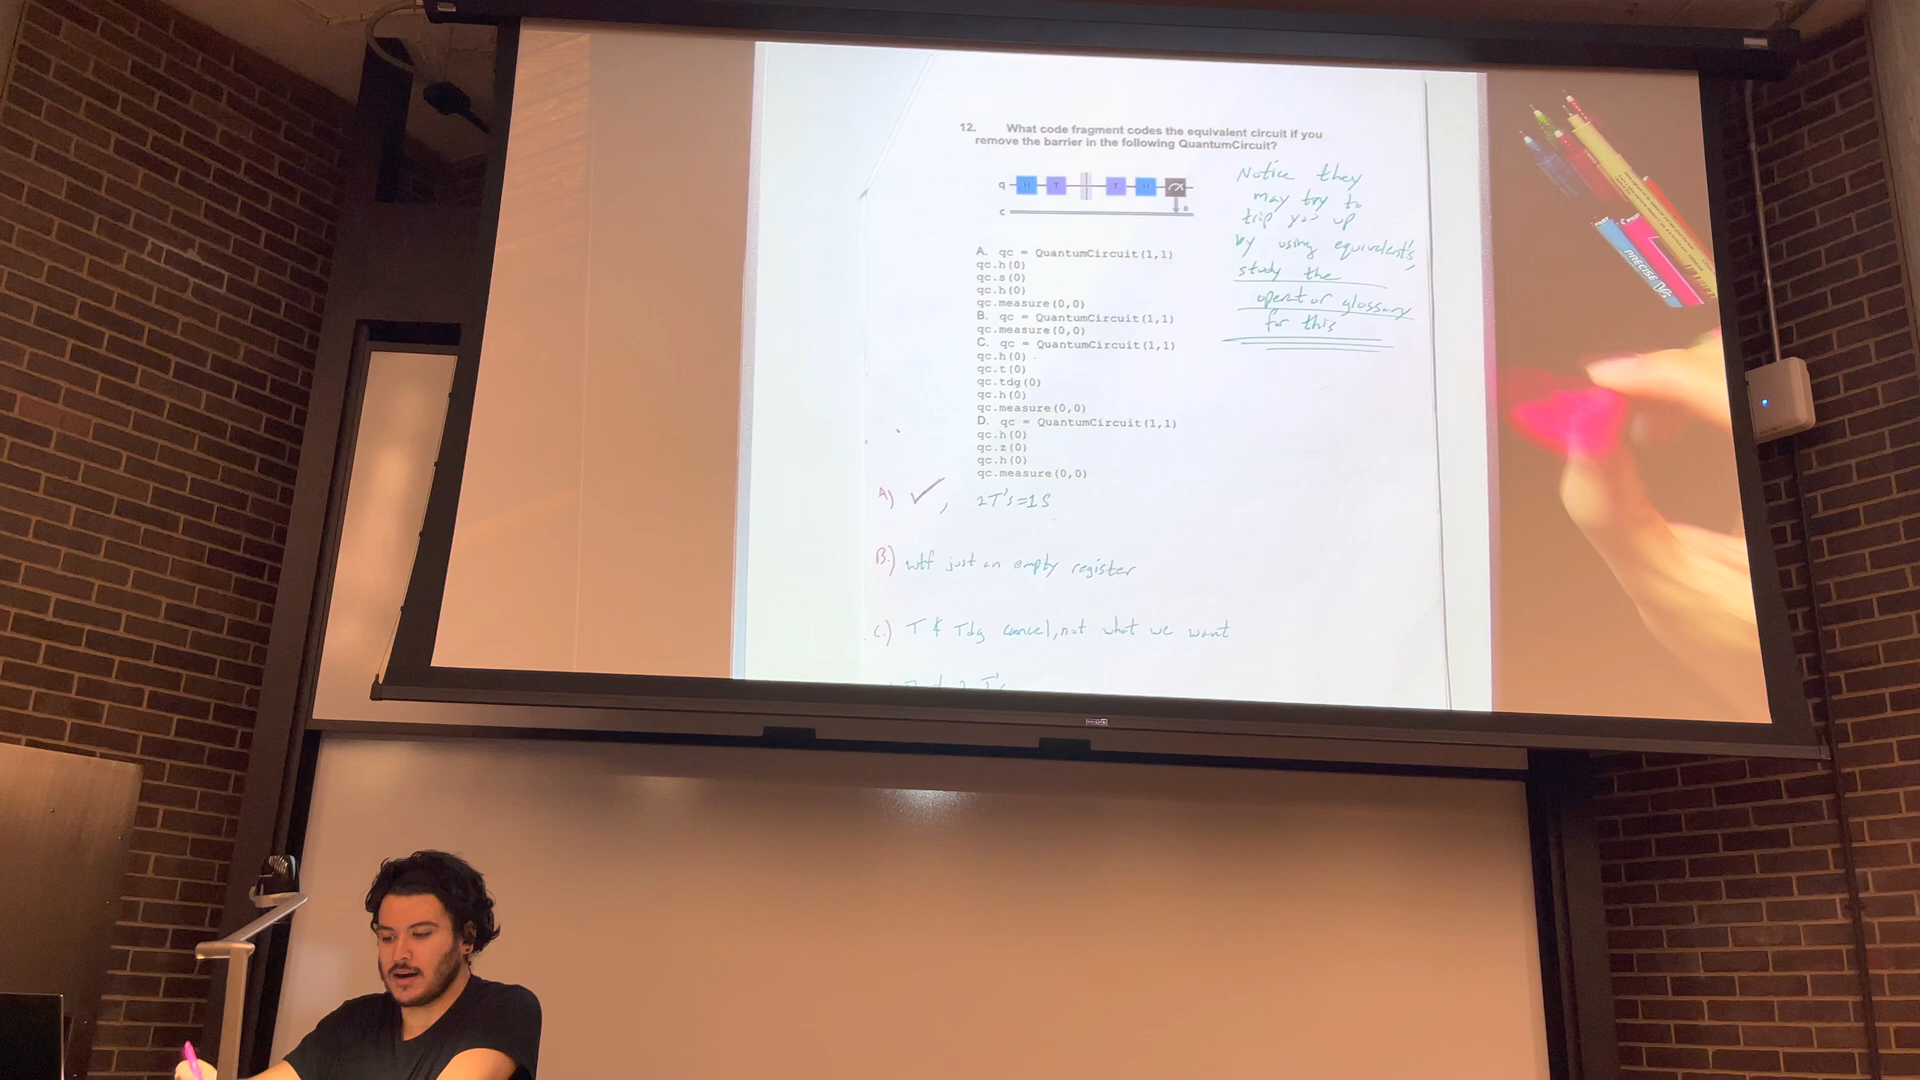 12. What code fragment codes the equivalent circuit if you
remove the barrier in the following QuantumCircuit?
q H T T H
c 0
A. qc = QuantumCircuit(1,1)
qc.h(0)
qc.s(0)
qc.h(0)
qc.measure(0,0)
B. qc = QuantumCircuit(1,1)
qc.measure(0,0)
C. qc = QuantumCircuit(1,1)
qc.h(0)
qc.t(0)
qc.tdg(0)
qc.h(0)
qc.measure(0,0)
D. qc = QuantumCircuit(1,1)
qc.h(0)
qc.z(0)
qc.h(0)
qc.measure(0,0)
Notice they
may try to
trip you up
by using equivalent's,
study the
operator glossary
for this
A) ✓, 2T's=1S
B.) wtf just an empty register
C.) T & Tdg cancel, not what we want
PRECISE V5